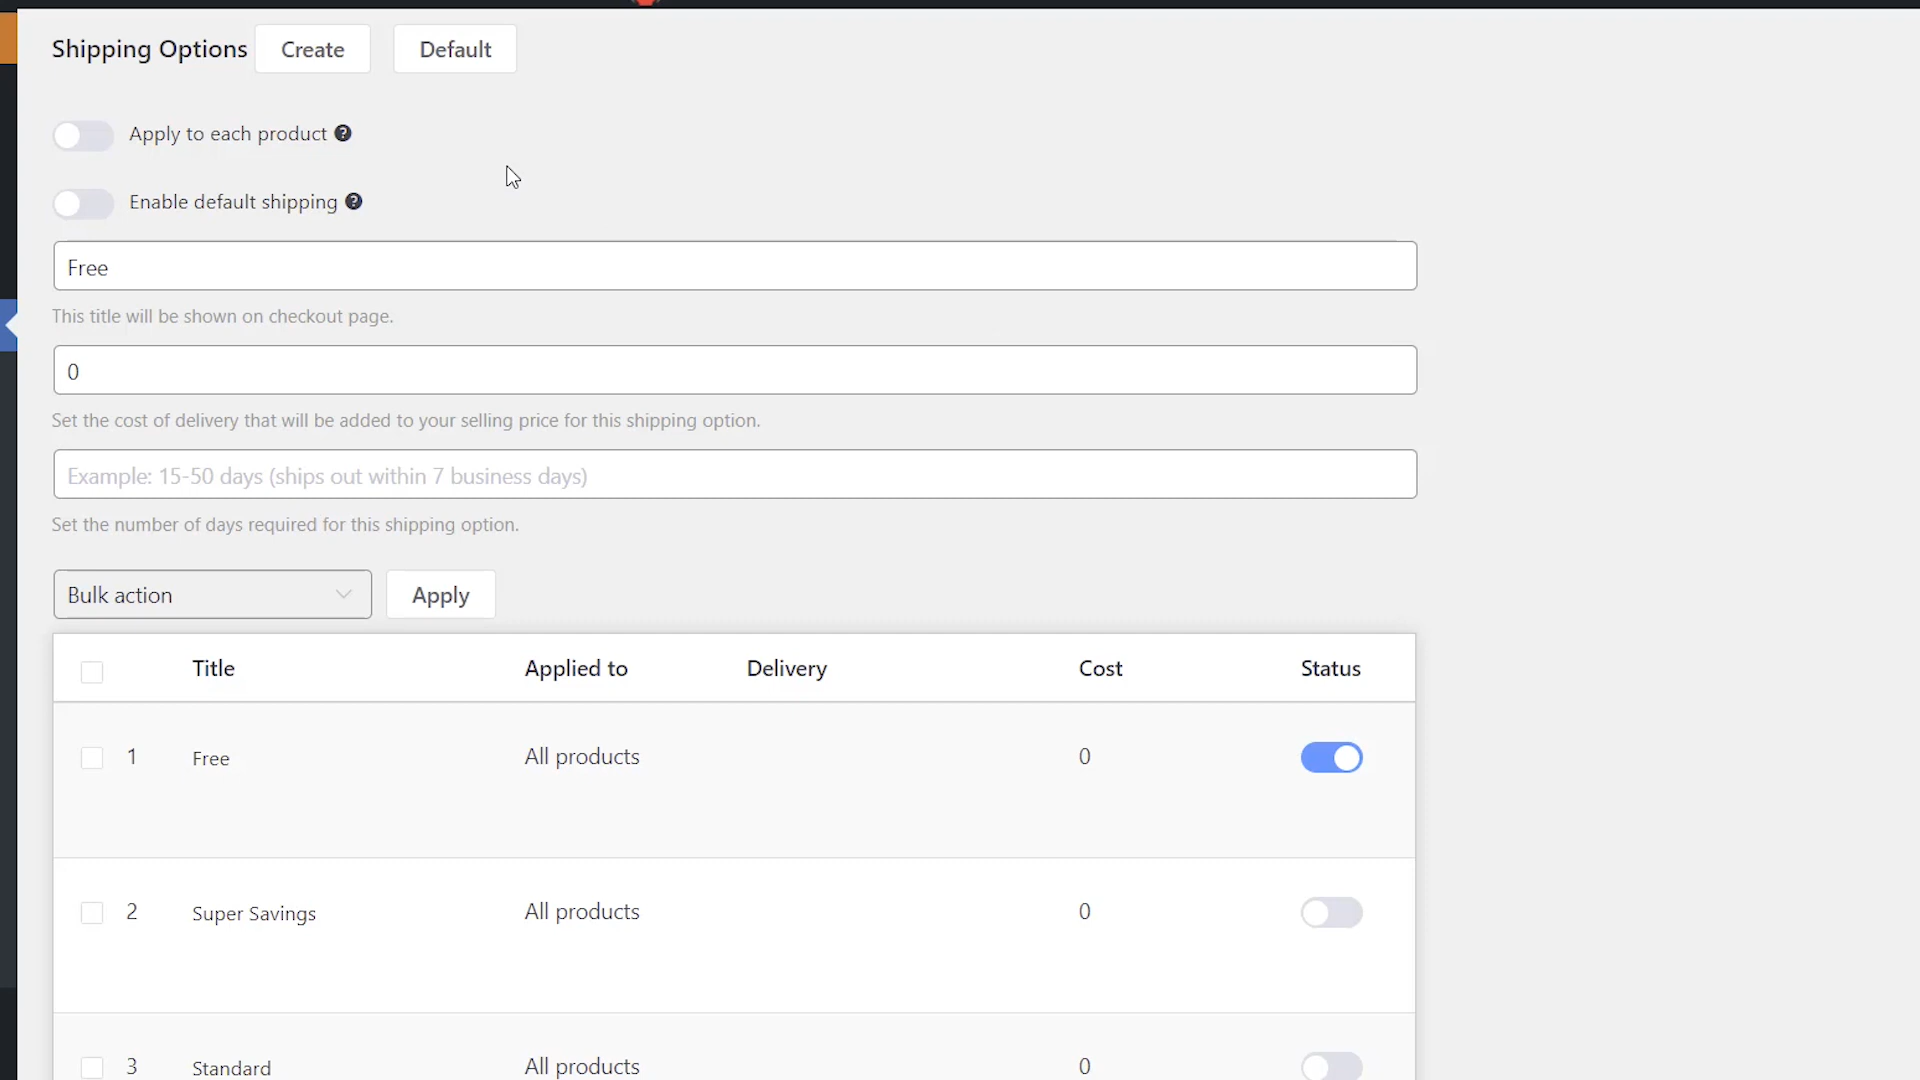 Shipping Options Create Default
Apply to each product ?
Enable default shipping ?
Free
This title will be shown on checkout page.
0
Set the cost of delivery that will be added to your selling price for this shipping option.
Example: 15-50 days (ships out within 7 business days)
Set the number of days required for this shipping option.
Bulk action Apply
Title Applied to Delivery Cost Status
1 Free All products 0
2 Super Savings All products 0
3 Standard All products 0